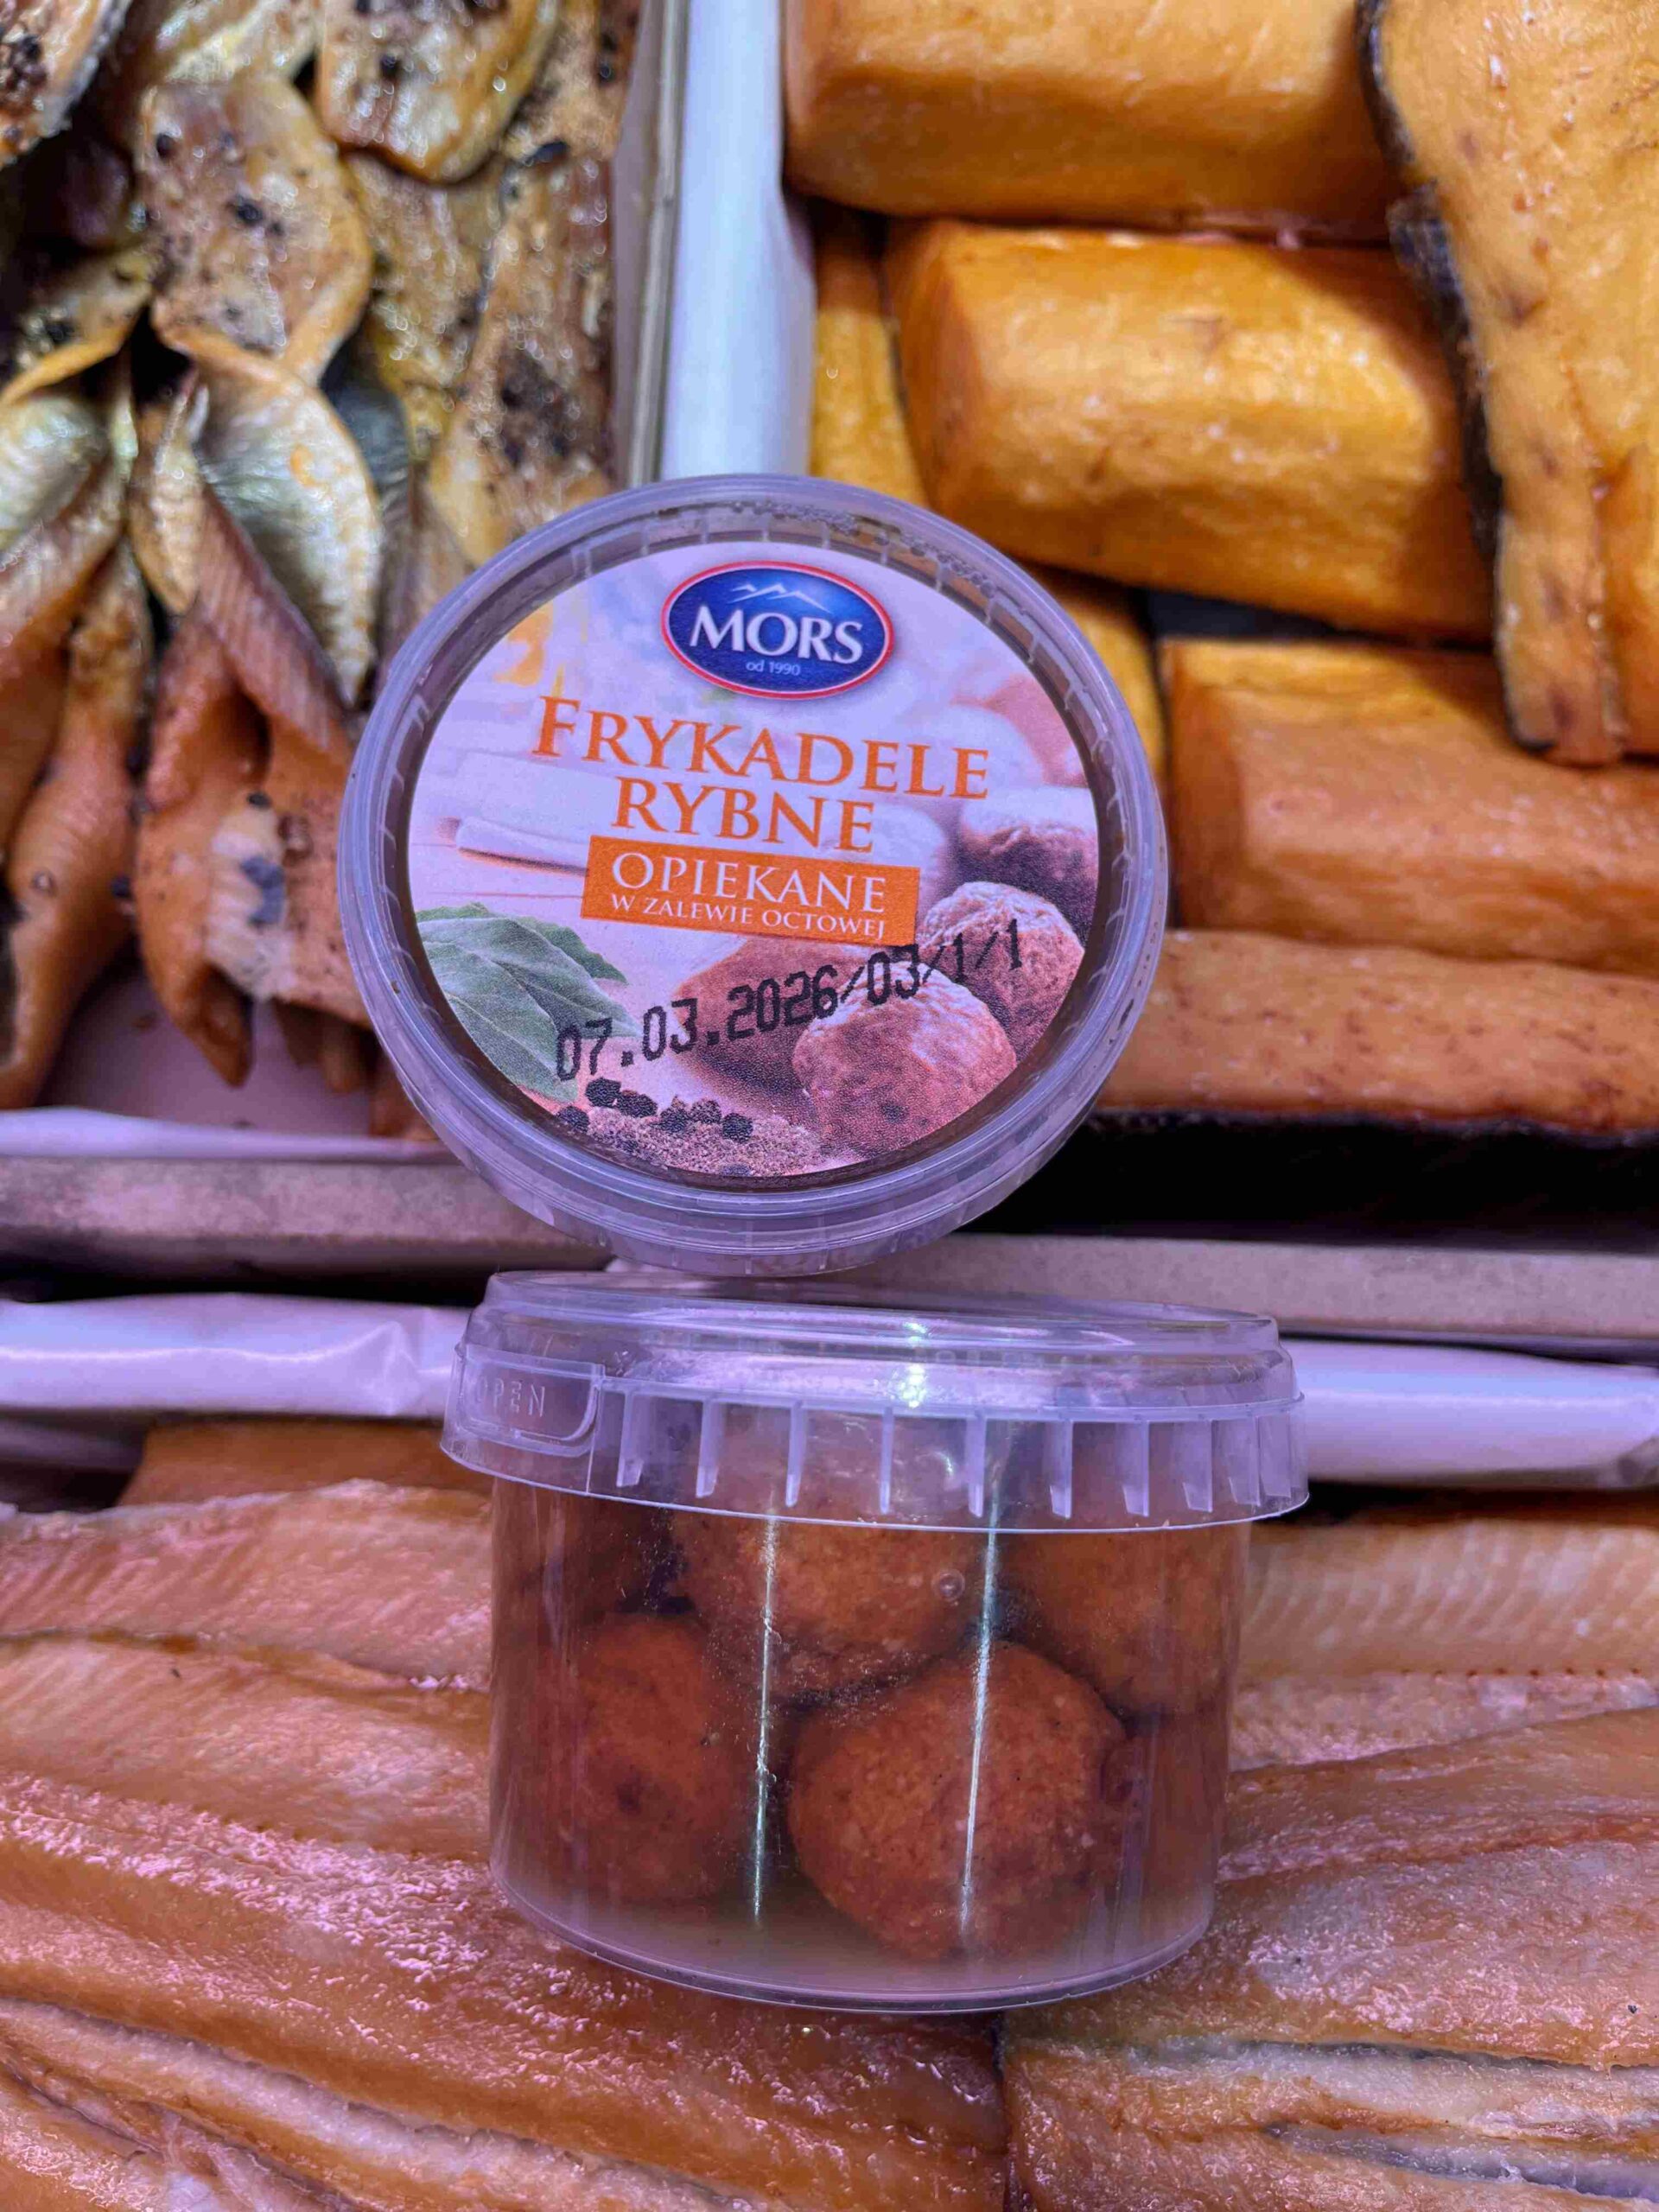 MORS
od 1990
FRYKADELE
RYBNE
OPIEKANE
W ZALEWIE OCTOWEJ
07.03.2026/03/1/1
OPEN